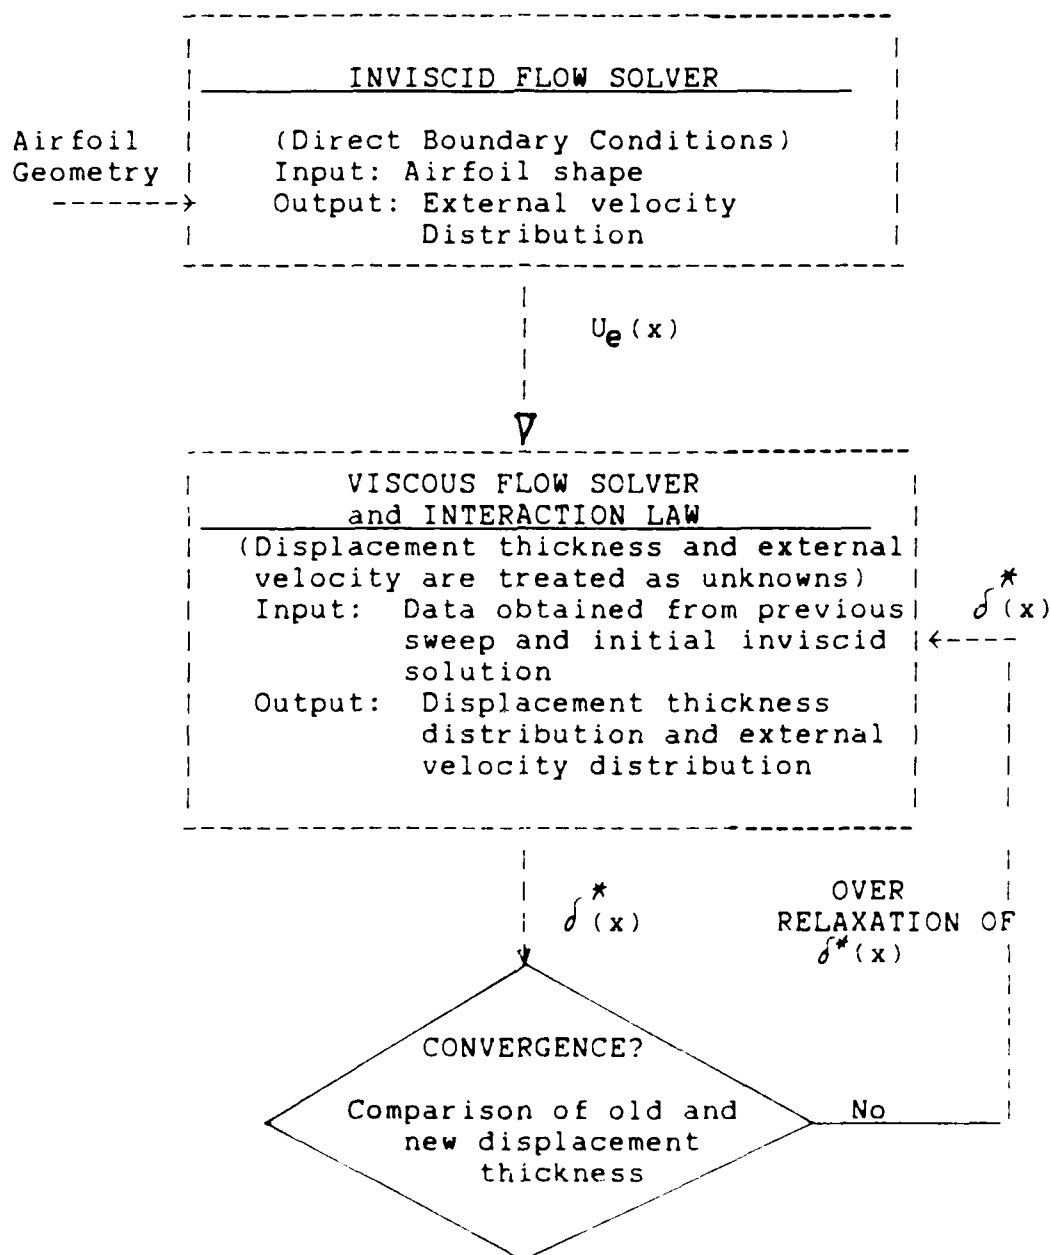 INVISCID FLOW SOLVER
Airfoil
Geometry
(Direct Boundary Conditions)
Input: Airfoil shape
Output: External velocity
Distribution
Ue(x)
VISCOUS FLOW SOLVER
and INTERACTION LAW
(Displacement thickness and external
velocity are treated as unknowns)
Input: Data obtained from previous
sweep and initial inviscid
solution
Output: Displacement thickness
distribution and external
velocity distribution
δ*(x)
δ*(x)
OVER
RELAXATION OF
δ*(x)
CONVERGENCE?
Comparison of old and
new displacement
thickness
No